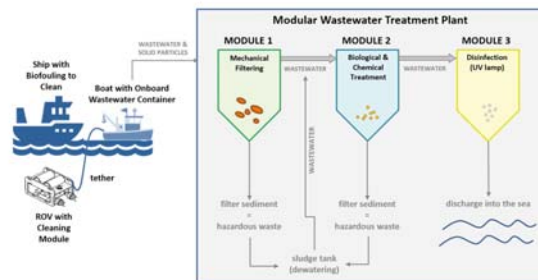 Modular Wastewater Treatment Plant
WASTEWATER &
SOLID PARTICLES
Ship with
Biofouling to
Clean
Boat with Onboard
Wastewater Container
tether
ROV with
Cleaning
Module
MODULE 1
Mechanical
Filtering
WASTEWATER
MODULE 2
Biological &
Chemical
Treatment
WASTEWATER
MODULE 3
Disinfection
(UV lamp)
WASTEWATER
filter sediment
=
hazardous waste
filter sediment
=
hazardous waste
discharge into the sea
sludge tank
(dewatering)